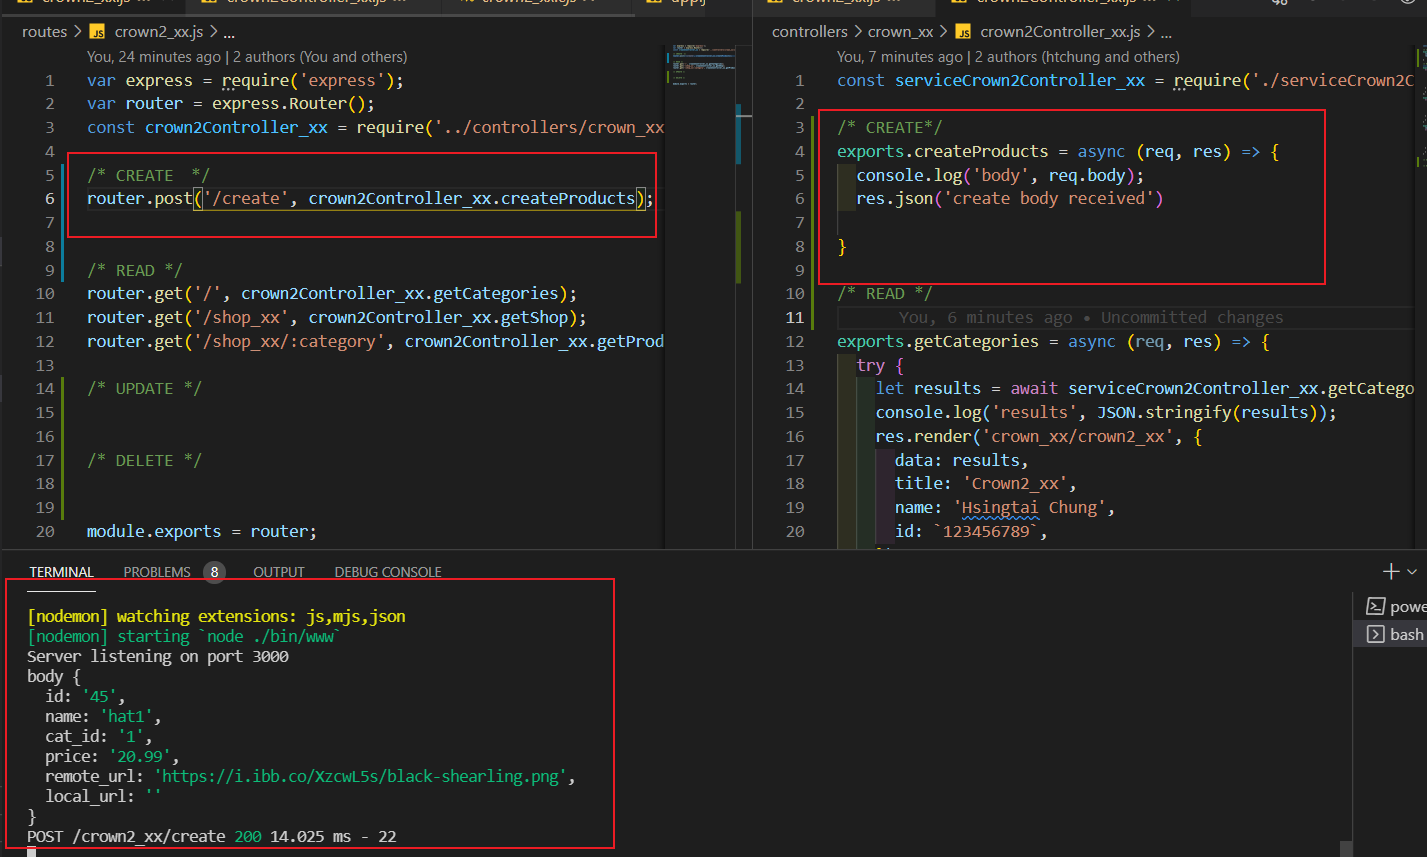 routes > crown2_xx.js > ...
You, 24 minutes ago | 2 authors (You and others)
1 var express = require('express');
2 var router = express.Router();
3 const crown2Controller_xx = require('../controllers/crown_xx
4
5 /* CREATE  */
6 router.post('/create', crown2Controller_xx.createProducts);
7
8
9 /* READ */
10 router.get('/', crown2Controller_xx.getCategories);
11 router.get('/shop_xx', crown2Controller_xx.getShop);
12 router.get('/shop_xx/:category', crown2Controller_xx.getProd
13
14 /* UPDATE */
15
16
17 /* DELETE */
18
19
20 module.exports = router;
controllers > crown_xx > crown2Controller_xx.js > ...
You, 7 minutes ago | 2 authors (htchung and others)
1 const serviceCrown2Controller_xx = require('./serviceCrown2C
2
3 /* CREATE*/
4 exports.createProducts = async (req, res) => {
5 console.log('body', req.body);
6 res.json('create body received')
7
8 }
9
10 /* READ */
11 You, 6 minutes ago • Uncommitted changes
12 exports.getCategories = async (req, res) => {
13 try {
14 let results = await serviceCrown2Controller_xx.getCatego
15 console.log('results', JSON.stringify(results));
16 res.render('crown_xx/crown2_xx', {
17 data: results,
18 title: 'Crown2_xx',
19 name: 'Hsingtai Chung',
20 id: `123456789`,
TERMINAL PROBLEMS 8 OUTPUT DEBUG CONSOLE
[nodemon] watching extensions: js,mjs,json
[nodemon] starting `node ./bin/www`
Server listening on port 3000
body {
id: '45',
name: 'hat1',
cat_id: '1',
price: '20.99',
remote_url: 'https://i.ibb.co/XzcwL5s/black-shearling.png',
local_url: ''
}
POST /crown2_xx/create 200 14.025 ms - 22
powe
bash